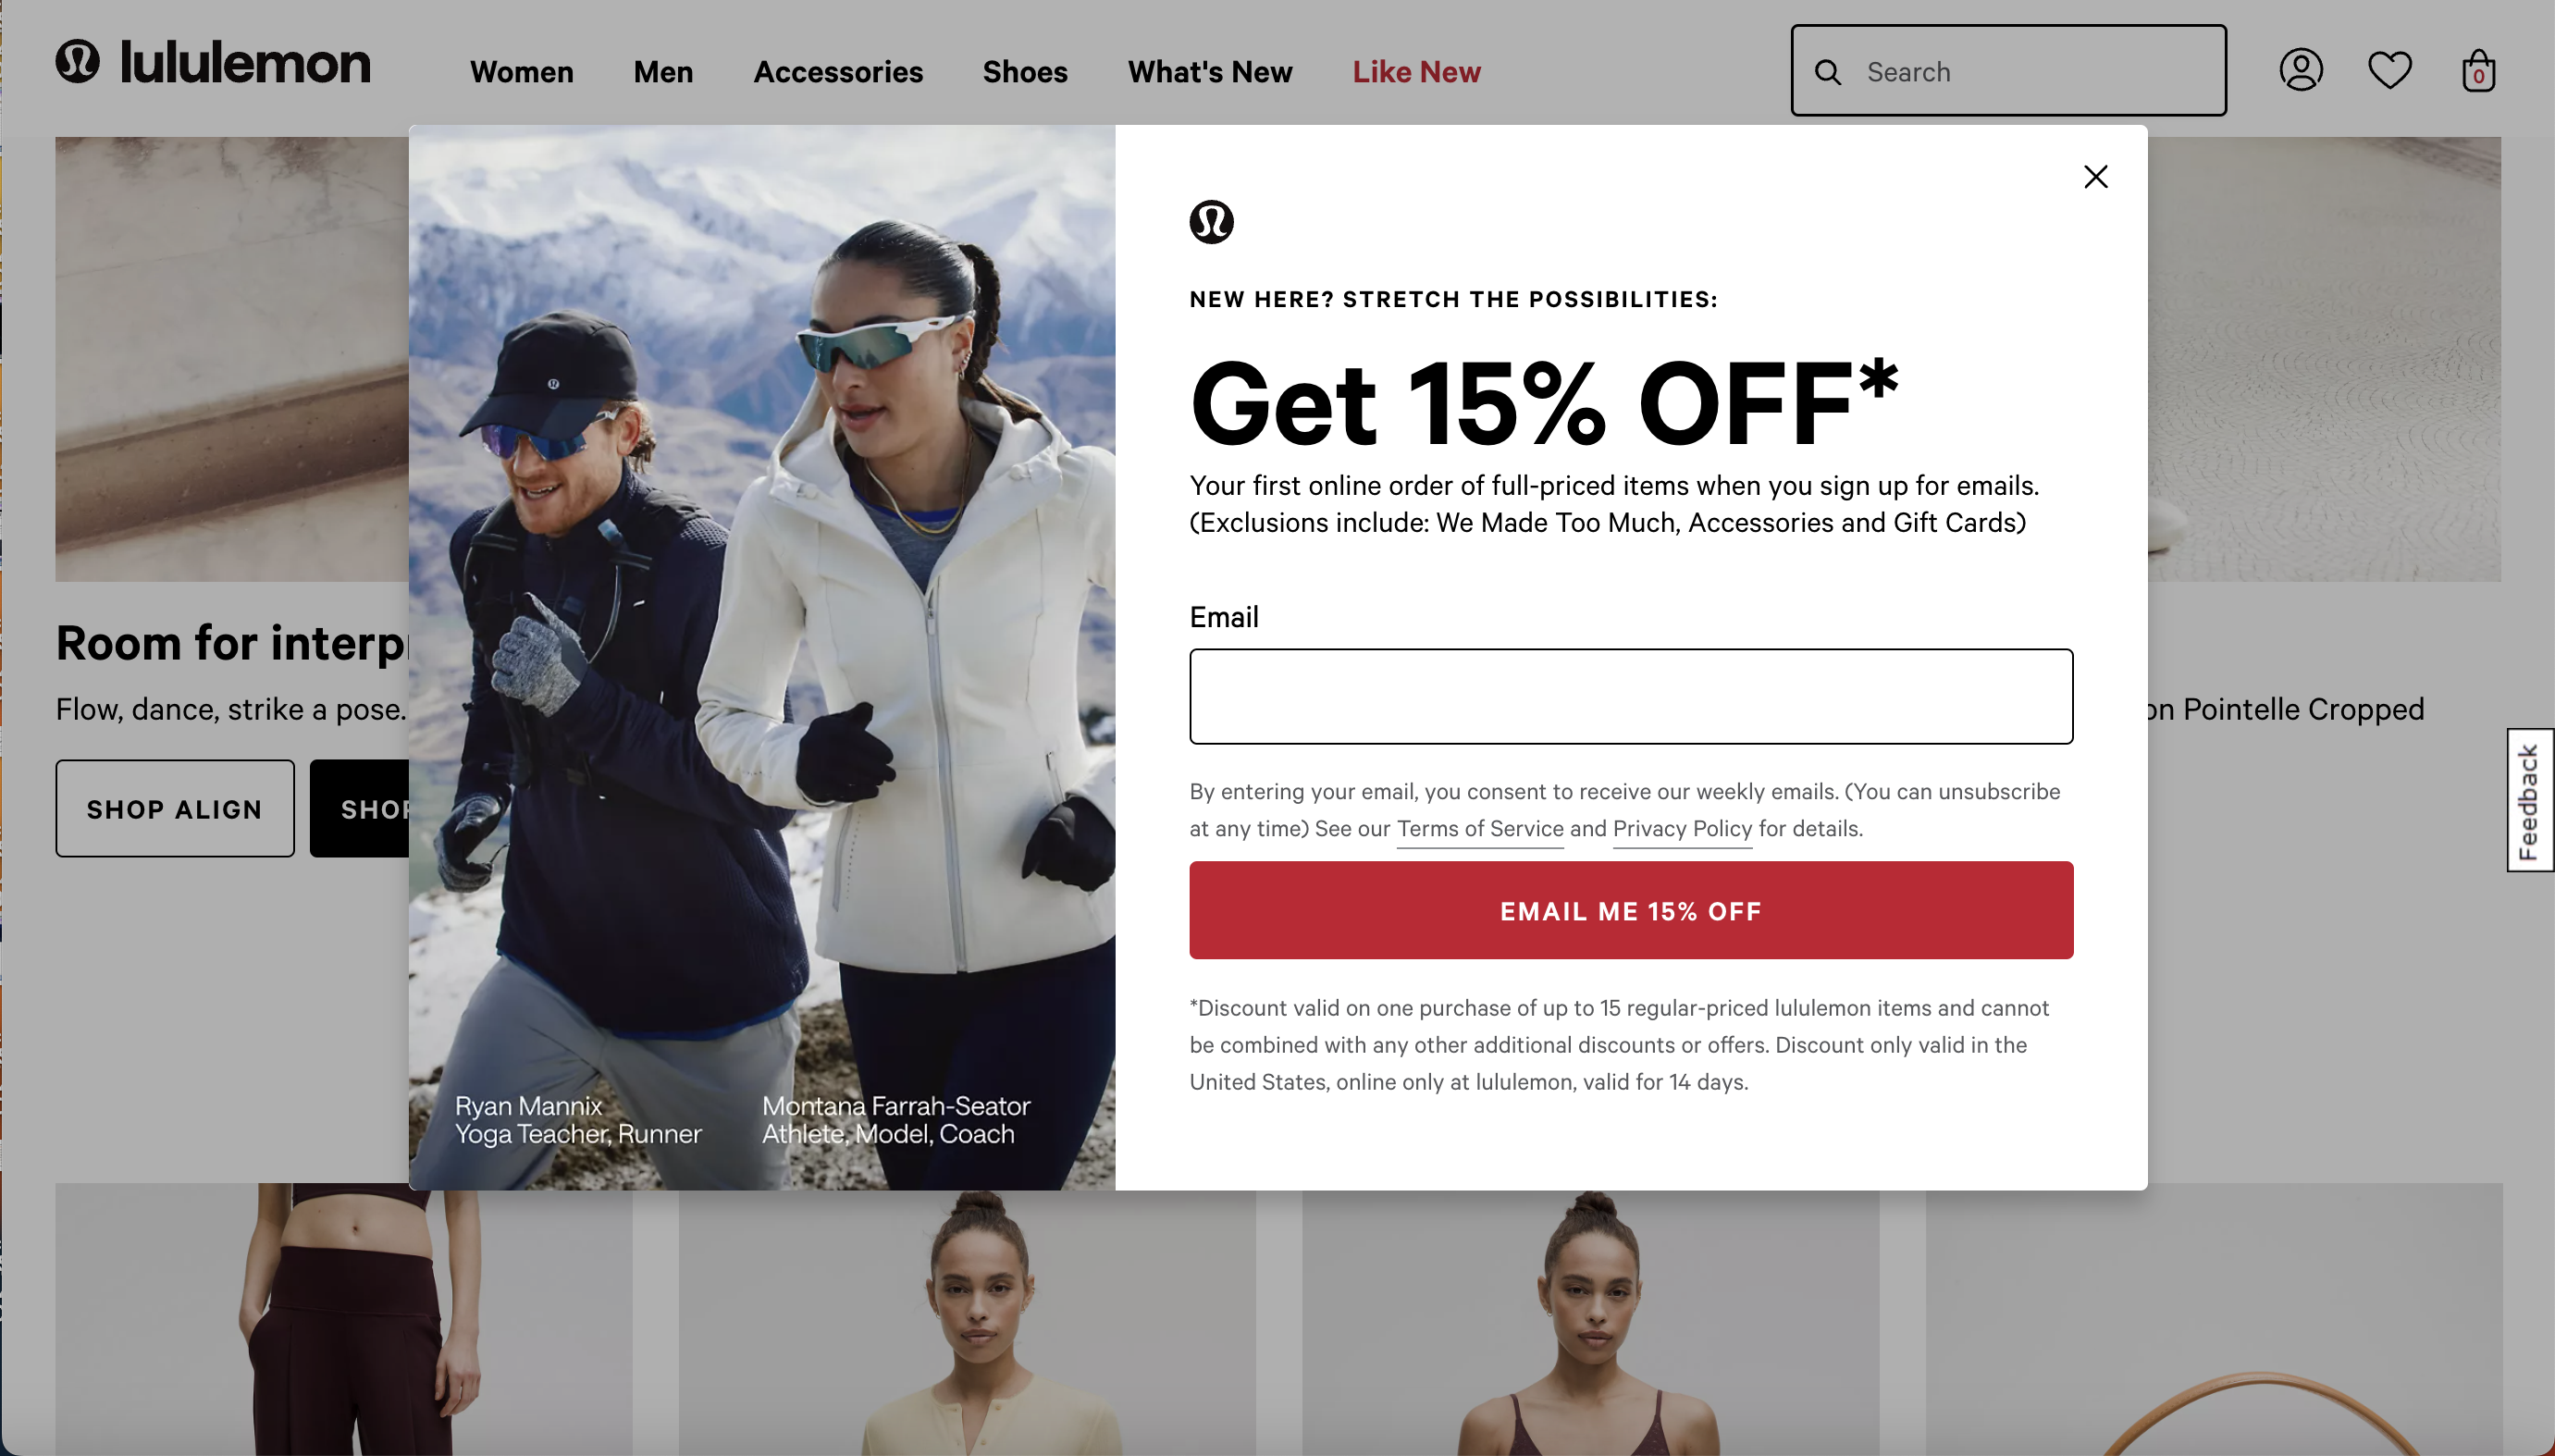 lululemon
Women
Men
Accessories
Shoes
What's New
Like New
Search
0
NEW HERE? STRETCH THE POSSIBILITIES:
Get 15% OFF*
Your first online order of full-priced items when you sign up for emails.
(Exclusions include: We Made Too Much, Accessories and Gift Cards)
Email
By entering your email, you consent to receive our weekly emails. (You can unsubscribe
at any time) See our Terms of Service and Privacy Policy for details.
EMAIL ME 15% OFF
*Discount valid on one purchase of up to 15 regular-priced lululemon items and cannot
be combined with any other additional discounts or offers. Discount only valid in the
United States, online only at lululemon, valid for 14 days.
Ryan Mannix
Yoga Teacher, Runner
Montana Farrah-Seator
Athlete, Model, Coach
Room for interp
Flow, dance, strike a pose.
SHOP ALIGN
SHOP
on Pointelle Cropped
Feedback